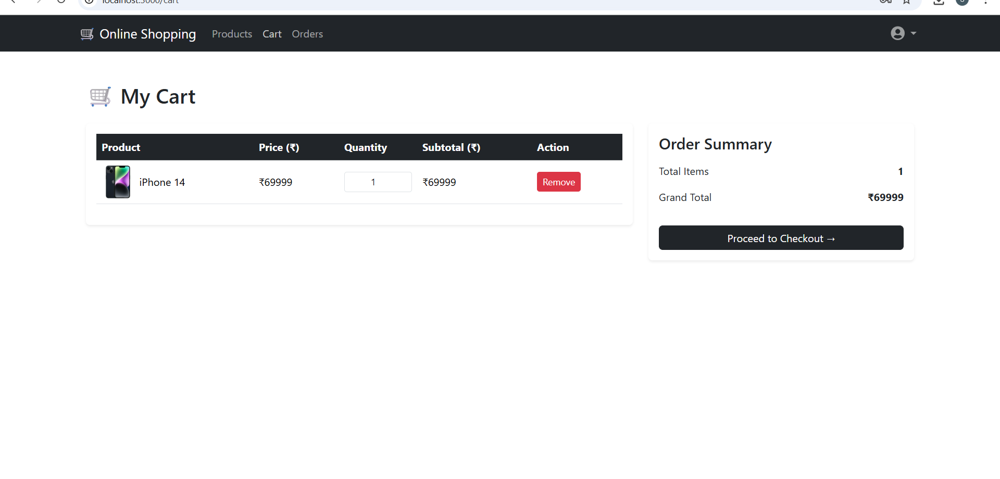 localhost:3000/cart
Online Shopping Products Cart Orders
My Cart
Product Price (₹) Quantity Subtotal (₹) Action
iPhone 14 ₹69999 1 ₹69999 Remove
Order Summary
Total Items 1
Grand Total ₹69999
Proceed to Checkout →